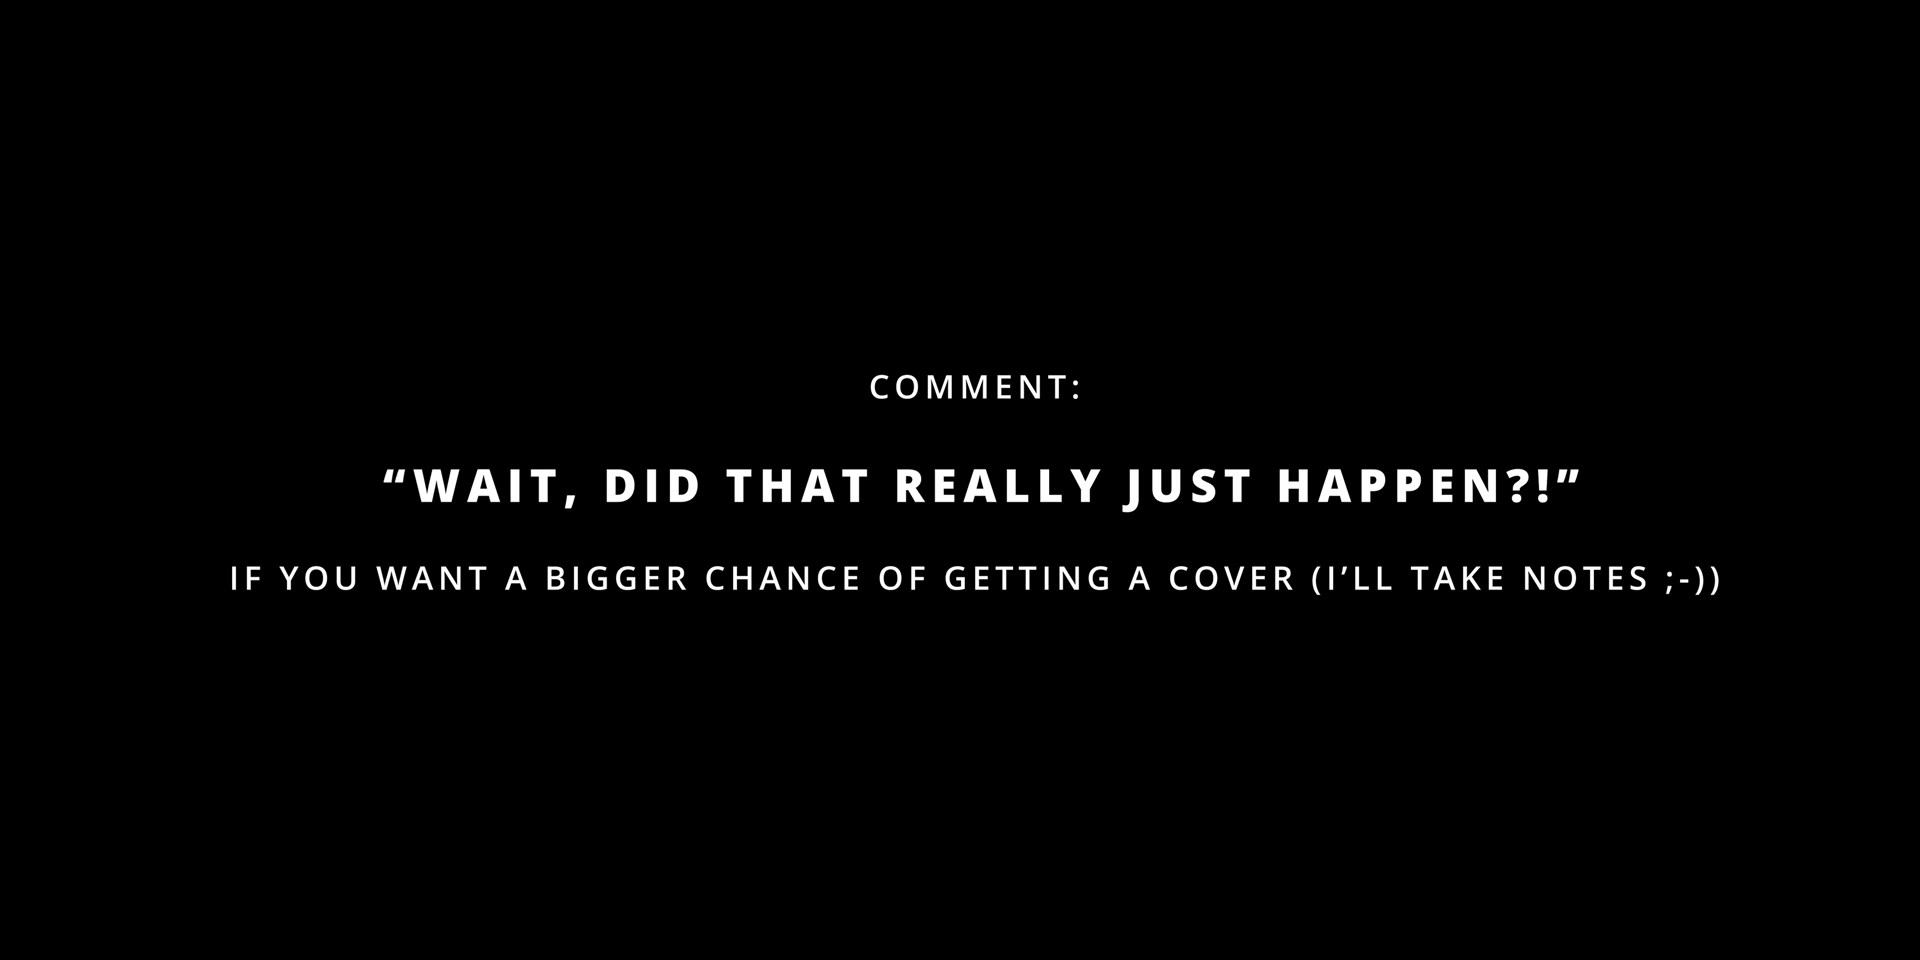 COMMENT:
“WAIT, DID THAT REALLY JUST HAPPEN?!”
IF YOU WANT A BIGGER CHANCE OF GETTING A COVER (I’LL TAKE NOTES ;-))